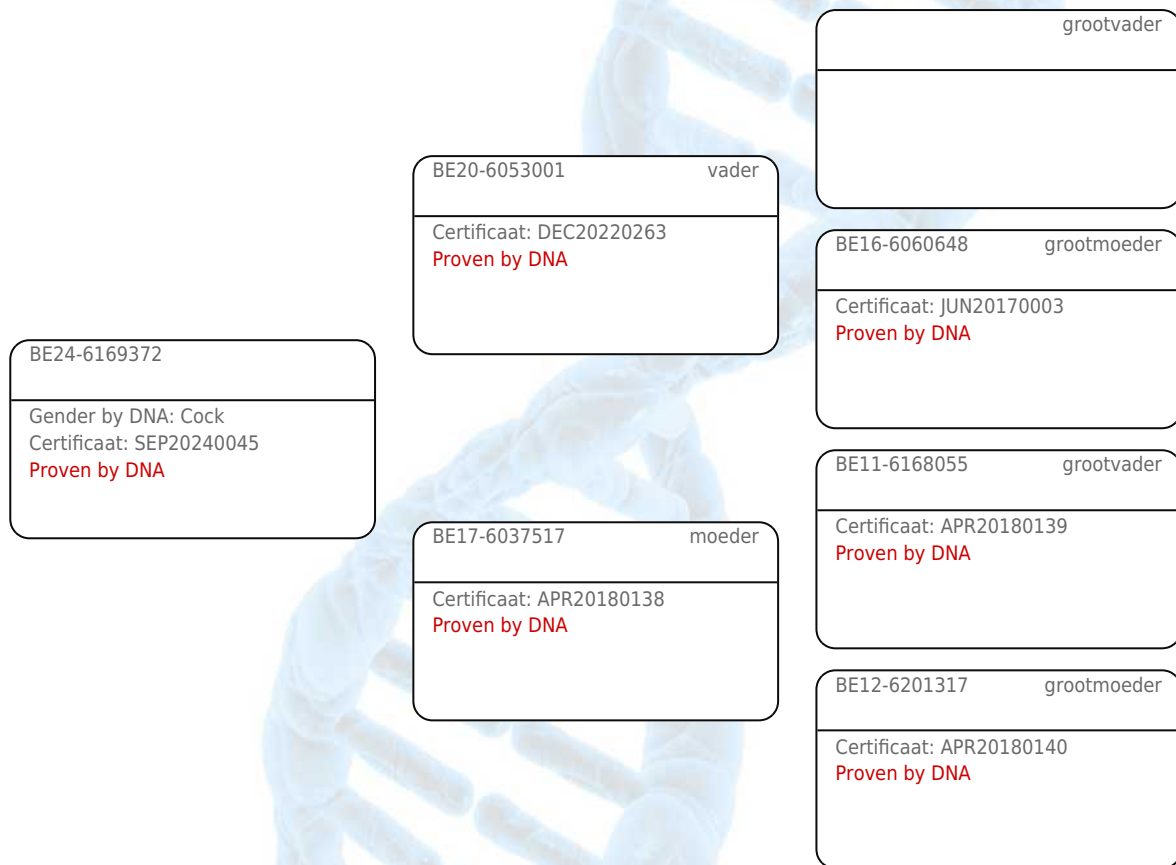 grootvader
BE20-6053001 vader
Certificaat: DEC20220263
Proven by DNA
BE16-6060648 grootmoeder
Certificaat: JUN20170003
Proven by DNA
BE24-6169372
Gender by DNA: Cock
Certificaat: SEP20240045
Proven by DNA
BE11-6168055 grootvader
Certificaat: APR20180139
Proven by DNA
BE17-6037517 moeder
Certificaat: APR20180138
Proven by DNA
BE12-6201317 grootmoeder
Certificaat: APR20180140
Proven by DNA